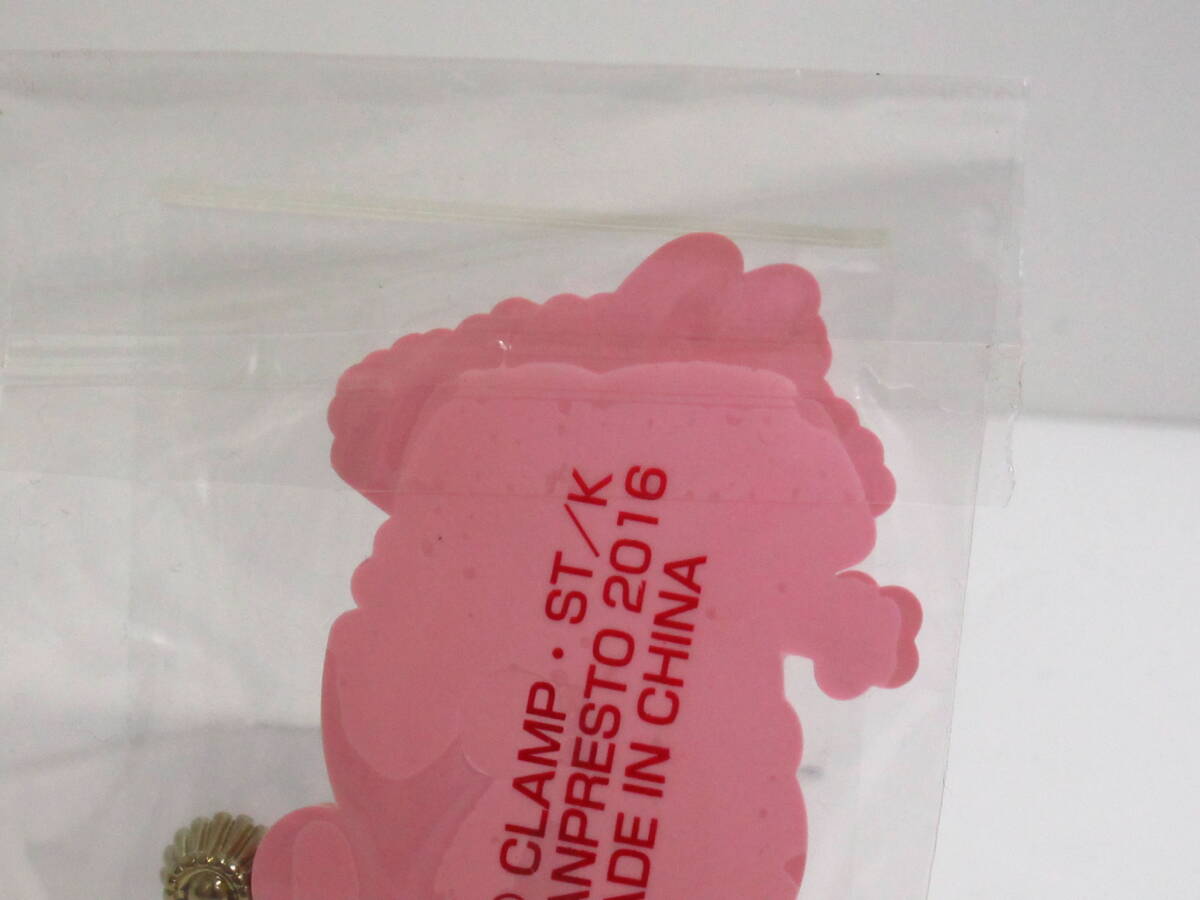 © CLAMP・ST/K
ANPRESTO 2016
ADE IN CHINA